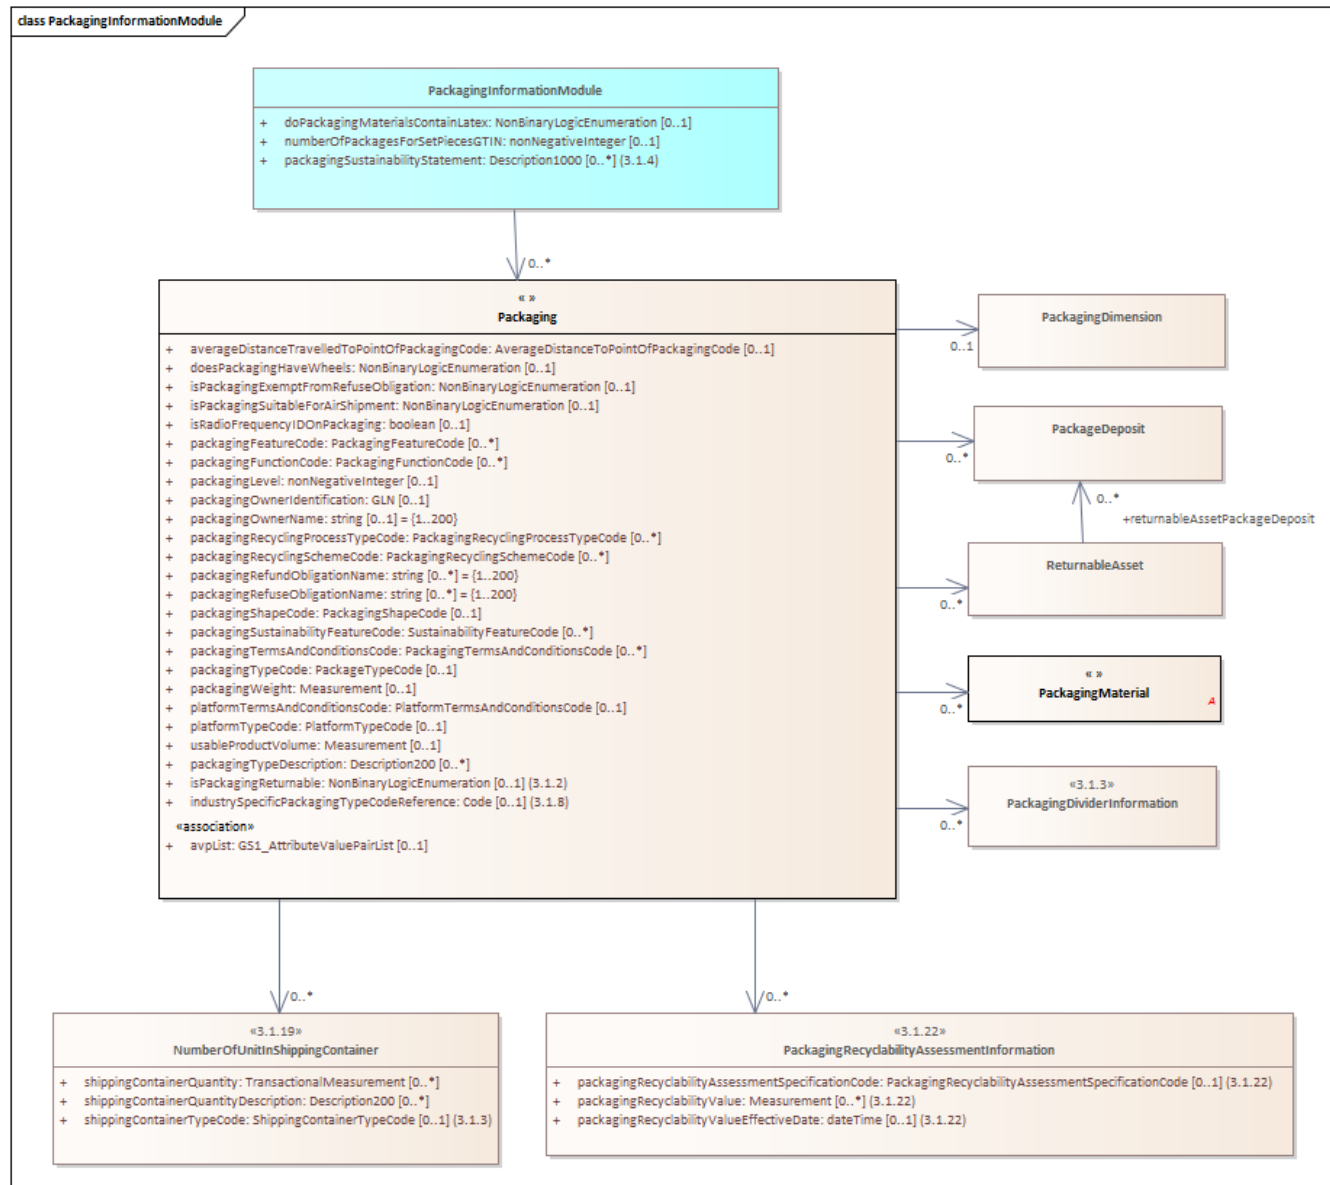 class PackagingInformationModule
PackagingInformationModule
+ doPackagingMaterialsContainLatex: NonBinaryLogicEnumeration [0..1]
+ numberOfPackagesForSetPiecesGTIN: nonNegativeInteger [0..1]
+ packagingSustainabilityStatement: Description1000 [0..*] (3.1.4)
0..*
« »
Packaging
+ averageDistanceTravelledToPointOfPackagingCode: AverageDistanceToPointOfPackagingCode [0..1]
+ doesPackagingHaveWheels: NonBinaryLogicEnumeration [0..1]
+ isPackagingExemptFromRefuseObligation: NonBinaryLogicEnumeration [0..1]
+ isPackagingSuitableForAirShipment: NonBinaryLogicEnumeration [0..1]
+ isRadioFrequencyIDOnPackaging: boolean [0..1]
+ packagingFeatureCode: PackagingFeatureCode [0..*]
+ packagingFunctionCode: PackagingFunctionCode [0..*]
+ packagingLevel: nonNegativeInteger [0..1]
+ packagingOwnerIdentification: GLN [0..1]
+ packagingOwnerName: string [0..1] = {1..200}
+ packagingRecyclingProcessTypeCode: PackagingRecyclingProcessTypeCode [0..*]
+ packagingRecyclingSchemeCode: PackagingRecyclingSchemeCode [0..*]
+ packagingRefundObligationName: string [0..*] = {1..200}
+ packagingRefuseObligationName: string [0..*] = {1..200}
+ packagingShapeCode: PackagingShapeCode [0..1]
+ packagingSustainabilityFeatureCode: SustainabilityFeatureCode [0..*]
+ packagingTermsAndConditionsCode: PackagingTermsAndConditionsCode [0..*]
+ packagingTypeCode: PackageTypeCode [0..1]
+ packagingWeight: Measurement [0..1]
+ platformTermsAndConditionsCode: PlatformTermsAndConditionsCode [0..1]
+ platformTypeCode: PlatformTypeCode [0..1]
+ usableProductVolume: Measurement [0..1]
+ packagingTypeDescription: Description200 [0..*]
+ isPackagingReturnable: NonBinaryLogicEnumeration [0..1] (3.1.2)
+ industrySpecificPackagingTypeCodeReference: Code [0..1] (3.1.8)
«association»
+ avpList: GS1_AttributeValuePairList [0..1]
PackagingDimension
0..1
PackageDeposit
0..*
0..*
+returnableAssetPackageDeposit
ReturnableAsset
0..*
« »
PackagingMaterial
A
0..*
«3.1.3»
PackagingDividerInformation
0..*
0..*
0..*
«3.1.19»
NumberOfUnitInShippingContainer
+ shippingContainerQuantity: TransactionalMeasurement [0..*]
+ shippingContainerQuantityDescription: Description200 [0..*]
+ shippingContainerTypeCode: ShippingContainerTypeCode [0..1] (3.1.3)
«3.1.22»
PackagingRecyclabilityAssessmentInformation
+ packagingRecyclabilityAssessmentSpecificationCode: PackagingRecyclabilityAssessmentSpecificationCode [0..1] (3.1.22)
+ packagingRecyclabilityValue: Measurement [0..*] (3.1.22)
+ packagingRecyclabilityValueEffectiveDate: dateTime [0..1] (3.1.22)